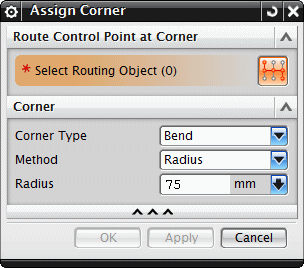 Assign Corner
Route Control Point at Corner
* Select Routing Object (0)
Corner
Corner Type Bend
Method Radius
Radius 75 mm
OK Apply Cancel